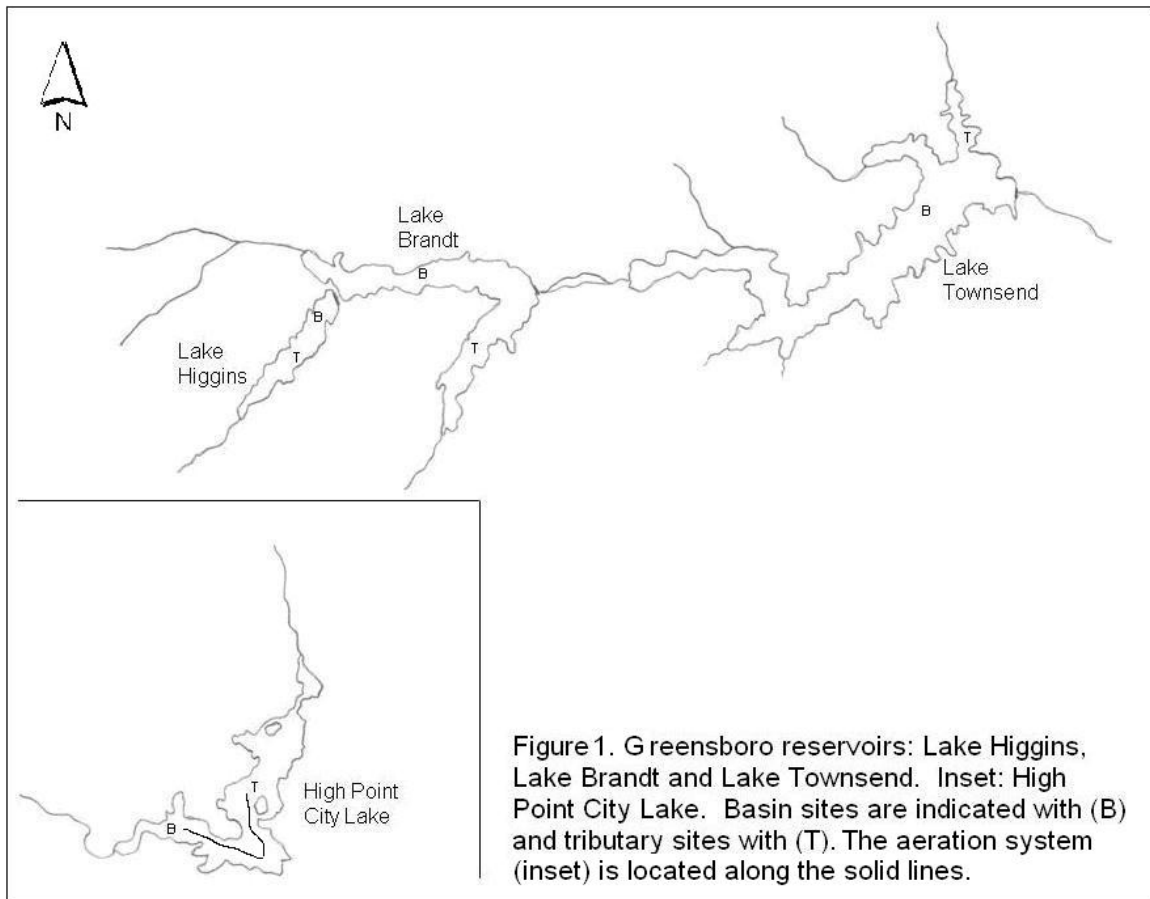 N
T
Lake
Brandt
B
B
Lake
Townsend
B
T
Lake
Higgins
T
T
High Point
City Lake
B
Figure 1. Greensboro reservoirs: Lake Higgins,
Lake Brandt and Lake Townsend. Inset: High
Point City Lake. Basin sites are indicated with (B)
and tributary sites with (T). The aeration system
(inset) is located along the solid lines.